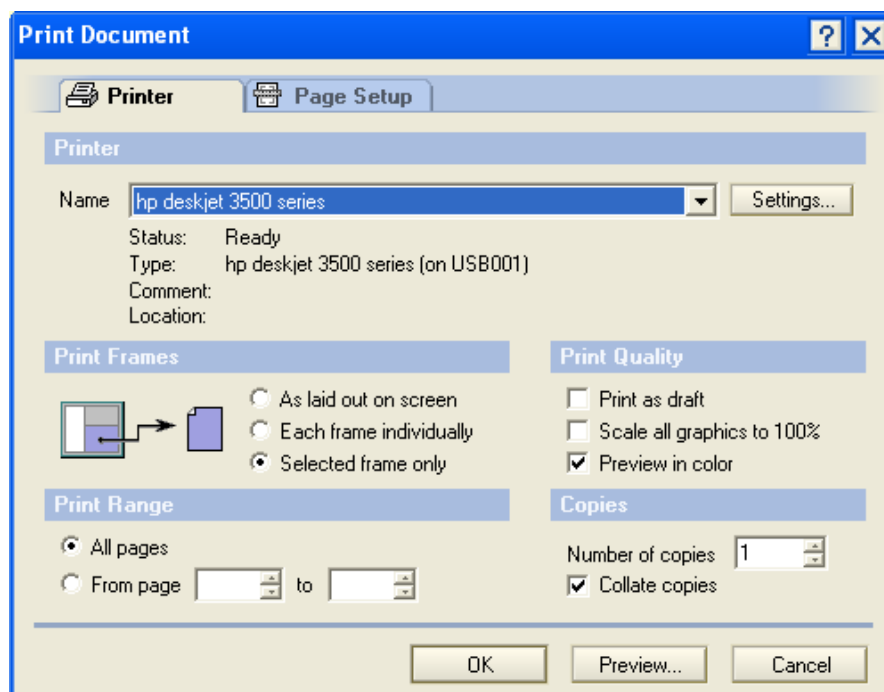 Print Document
Printer Page Setup
Printer
Name hp deskjet 3500 series Settings...
Status: Ready
Type: hp deskjet 3500 series (on USB001)
Comment:
Location:
Print Frames
As laid out on screen
Each frame individually
Selected frame only
Print Quality
Print as draft
Scale all graphics to 100%
Preview in color
Print Range
All pages
From page to
Copies
Number of copies 1
Collate copies
OK Preview... Cancel